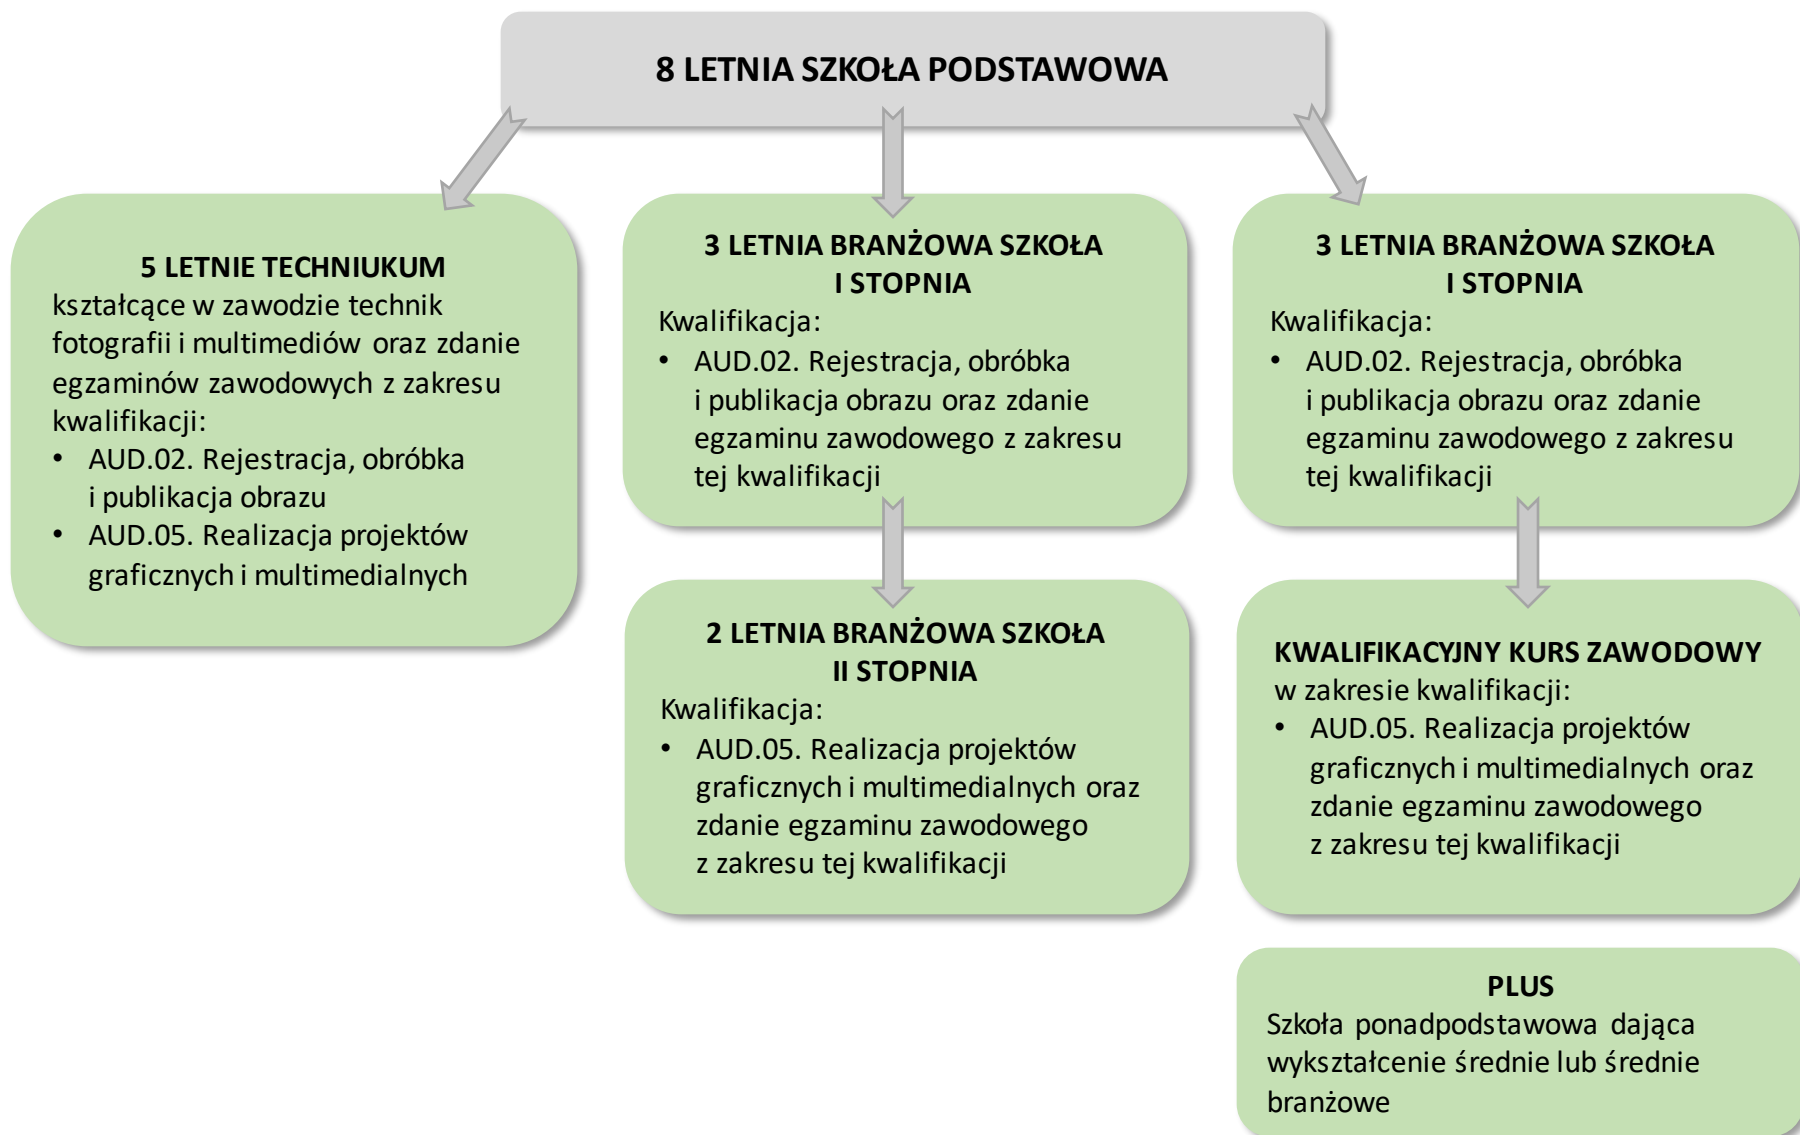 8 LETNIA SZKOŁA PODSTAWOWA
5 LETNIE TECHNIUKUM
kształcące w zawodzie technik
fotografii i multimediów oraz zdanie
egzaminów zawodowych z zakresu
kwalifikacji:
• AUD.02. Rejestracja, obróbka
i publikacja obrazu
• AUD.05. Realizacja projektów
graficznych i multimedialnych
3 LETNIA BRANŻOWA SZKOŁA
I STOPNIA
Kwalifikacja:
• AUD.02. Rejestracja, obróbka
i publikacja obrazu oraz zdanie
egzaminu zawodowego z zakresu
tej kwalifikacji
2 LETNIA BRANŻOWA SZKOŁA
II STOPNIA
Kwalifikacja:
• AUD.05. Realizacja projektów
graficznych i multimedialnych oraz
zdanie egzaminu zawodowego
z zakresu tej kwalifikacji
3 LETNIA BRANŻOWA SZKOŁA
I STOPNIA
Kwalifikacja:
• AUD.02. Rejestracja, obróbka
i publikacja obrazu oraz zdanie
egzaminu zawodowego z zakresu
tej kwalifikacji
KWALIFIKACYJNY KURS ZAWODOWY
w zakresie kwalifikacji:
• AUD.05. Realizacja projektów
graficznych i multimedialnych oraz
zdanie egzaminu zawodowego
z zakresu tej kwalifikacji
PLUS
Szkoła ponadpodstawowa dająca
wykształcenie średnie lub średnie
branżowe